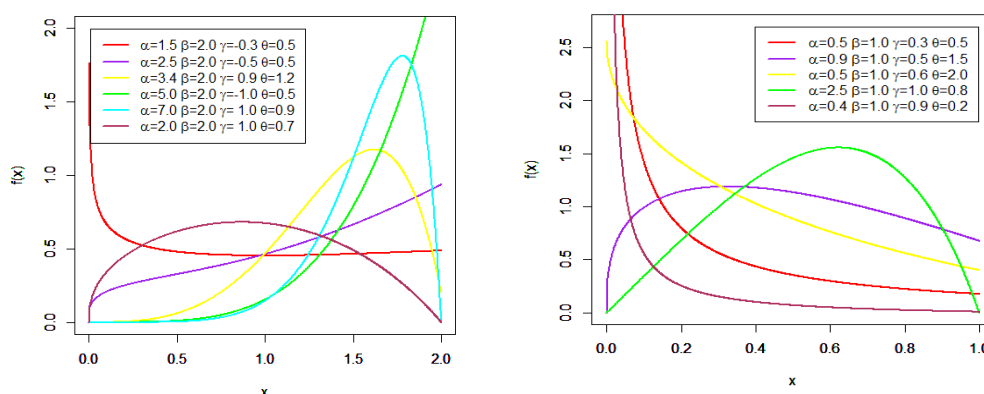 α=1.5 β=2.0 γ=-0.3 θ=0.5
α=2.5 β=2.0 γ=-0.5 θ=0.5
α=3.4 β=2.0 γ= 0.9 θ=1.2
α=5.0 β=2.0 γ=-1.0 θ=0.5
α=7.0 β=2.0 γ= 1.0 θ=0.9
α=2.0 β=2.0 γ= 1.0 θ=0.7
f(x)
2.0
1.5
1.0
0.5
0.0
0.0 0.5 1.0 1.5 2.0
x
α=0.5 β=1.0 γ=0.3 θ=0.5
α=0.9 β=1.0 γ=0.5 θ=1.5
α=0.5 β=1.0 γ=0.6 θ=2.0
α=2.5 β=1.0 γ=1.0 θ=0.8
α=0.4 β=1.0 γ=0.9 θ=0.2
f(x)
2.5
2.0
1.5
1.0
0.5
0.0
0.0 0.2 0.4 0.6 0.8 1.0
x